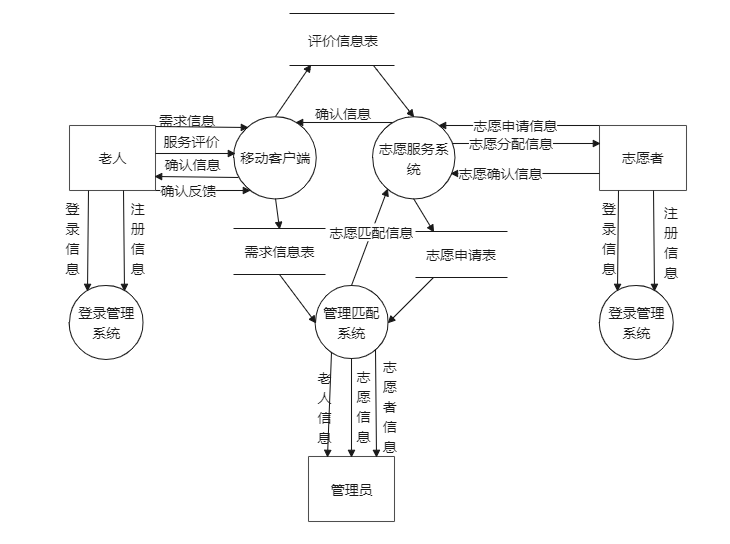 评价信息表
需求信息
确认信息
志愿申请信息
老人
服务评价
移动客户端
志愿服务系
统
志愿分配信息
志愿者
确认信息
志愿确认信息
确认反馈
登录信息
注册信息
需求信息表
志愿匹配信息
志愿申请表
登录信息
注册信息
登录管理
系统
管理匹配
系统
登录管理
系统
老人信息
志愿信息
志愿者信息
管理员